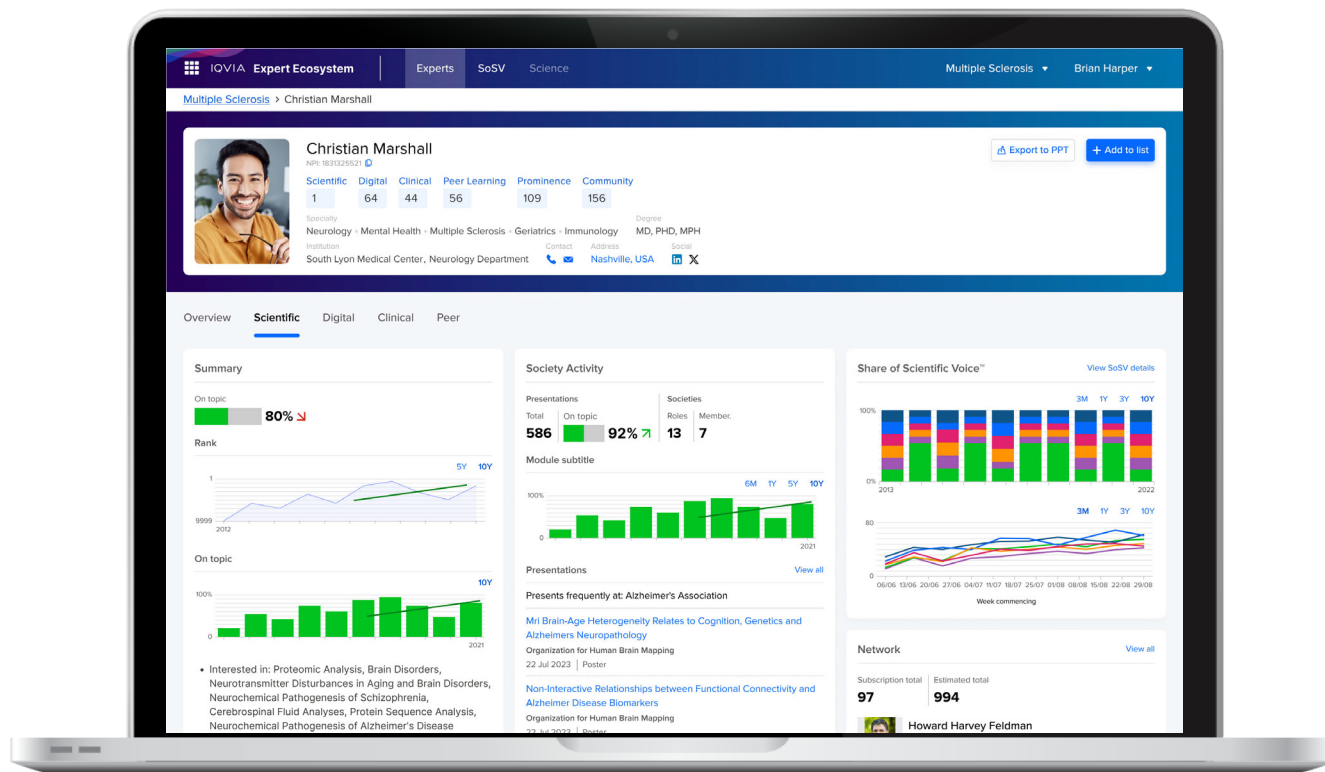 IQVIA Expert Ecosystem
Experts
SoSV
Science
Multiple Sclerosis
Brian Harper
Multiple Sclerosis > Christian Marshall
Christian Marshall
NPI: 1831325521
Export to PPT
+ Add to list
Scientific Digital Clinical Peer Learning Prominence Community
1 64 44 56 109 156
Specialty
Degree
Neurology • Mental Health • Multiple Sclerosis • Geriatrics • Immunology
MD, PHD, MPH
Institution
Contact
Address
Social
South Lyon Medical Center, Neurology Department
Nashville, USA
in X
Overview Scientific Digital Clinical Peer
Summary
On topic
80%
Rank
5Y 10Y
1
9999
2012
On topic
10Y
100%
0
2021
• Interested in: Proteomic Analysis, Brain Disorders,
Neurotransmitter Disturbances in Aging and Brain Disorders,
Neurochemical Pathogenesis of Schizophrenia,
Cerebrospinal Fluid Analyses, Protein Sequence Analysis,
Neurochemical Pathogenesis of Alzheimer's Disease
Society Activity
Presentations
Societies
Total
On topic
Roles
Member.
586
92%
13
7
Module subtitle
6M 1Y 5Y 10Y
100%
0
2021
Presentations
View all
Presents frequently at: Alzheimer's Association
Mri Brain-Age Heterogeneity Relates to Cognition, Genetics and
Alzheimers Neuropathology
Organization for Human Brain Mapping
22 Jul 2023 | Poster
Non-Interactive Relationships between Functional Connectivity and
Alzheimer Disease Biomarkers
Organization for Human Brain Mapping
22 Jul 2023 | Poster
Share of Scientific Voice™
View SoSV details
3M 1Y 3Y 10Y
100%
0%
2013
2022
3M 1Y 3Y 10Y
80
0
06/06 13/06 20/06 27/06 04/07 11/07 18/07 25/07 01/08 08/08 15/08 22/08 29/08
Week commencing
Network
View all
Subscription total
Estimated total
97
994
Howard Harvey Feldman